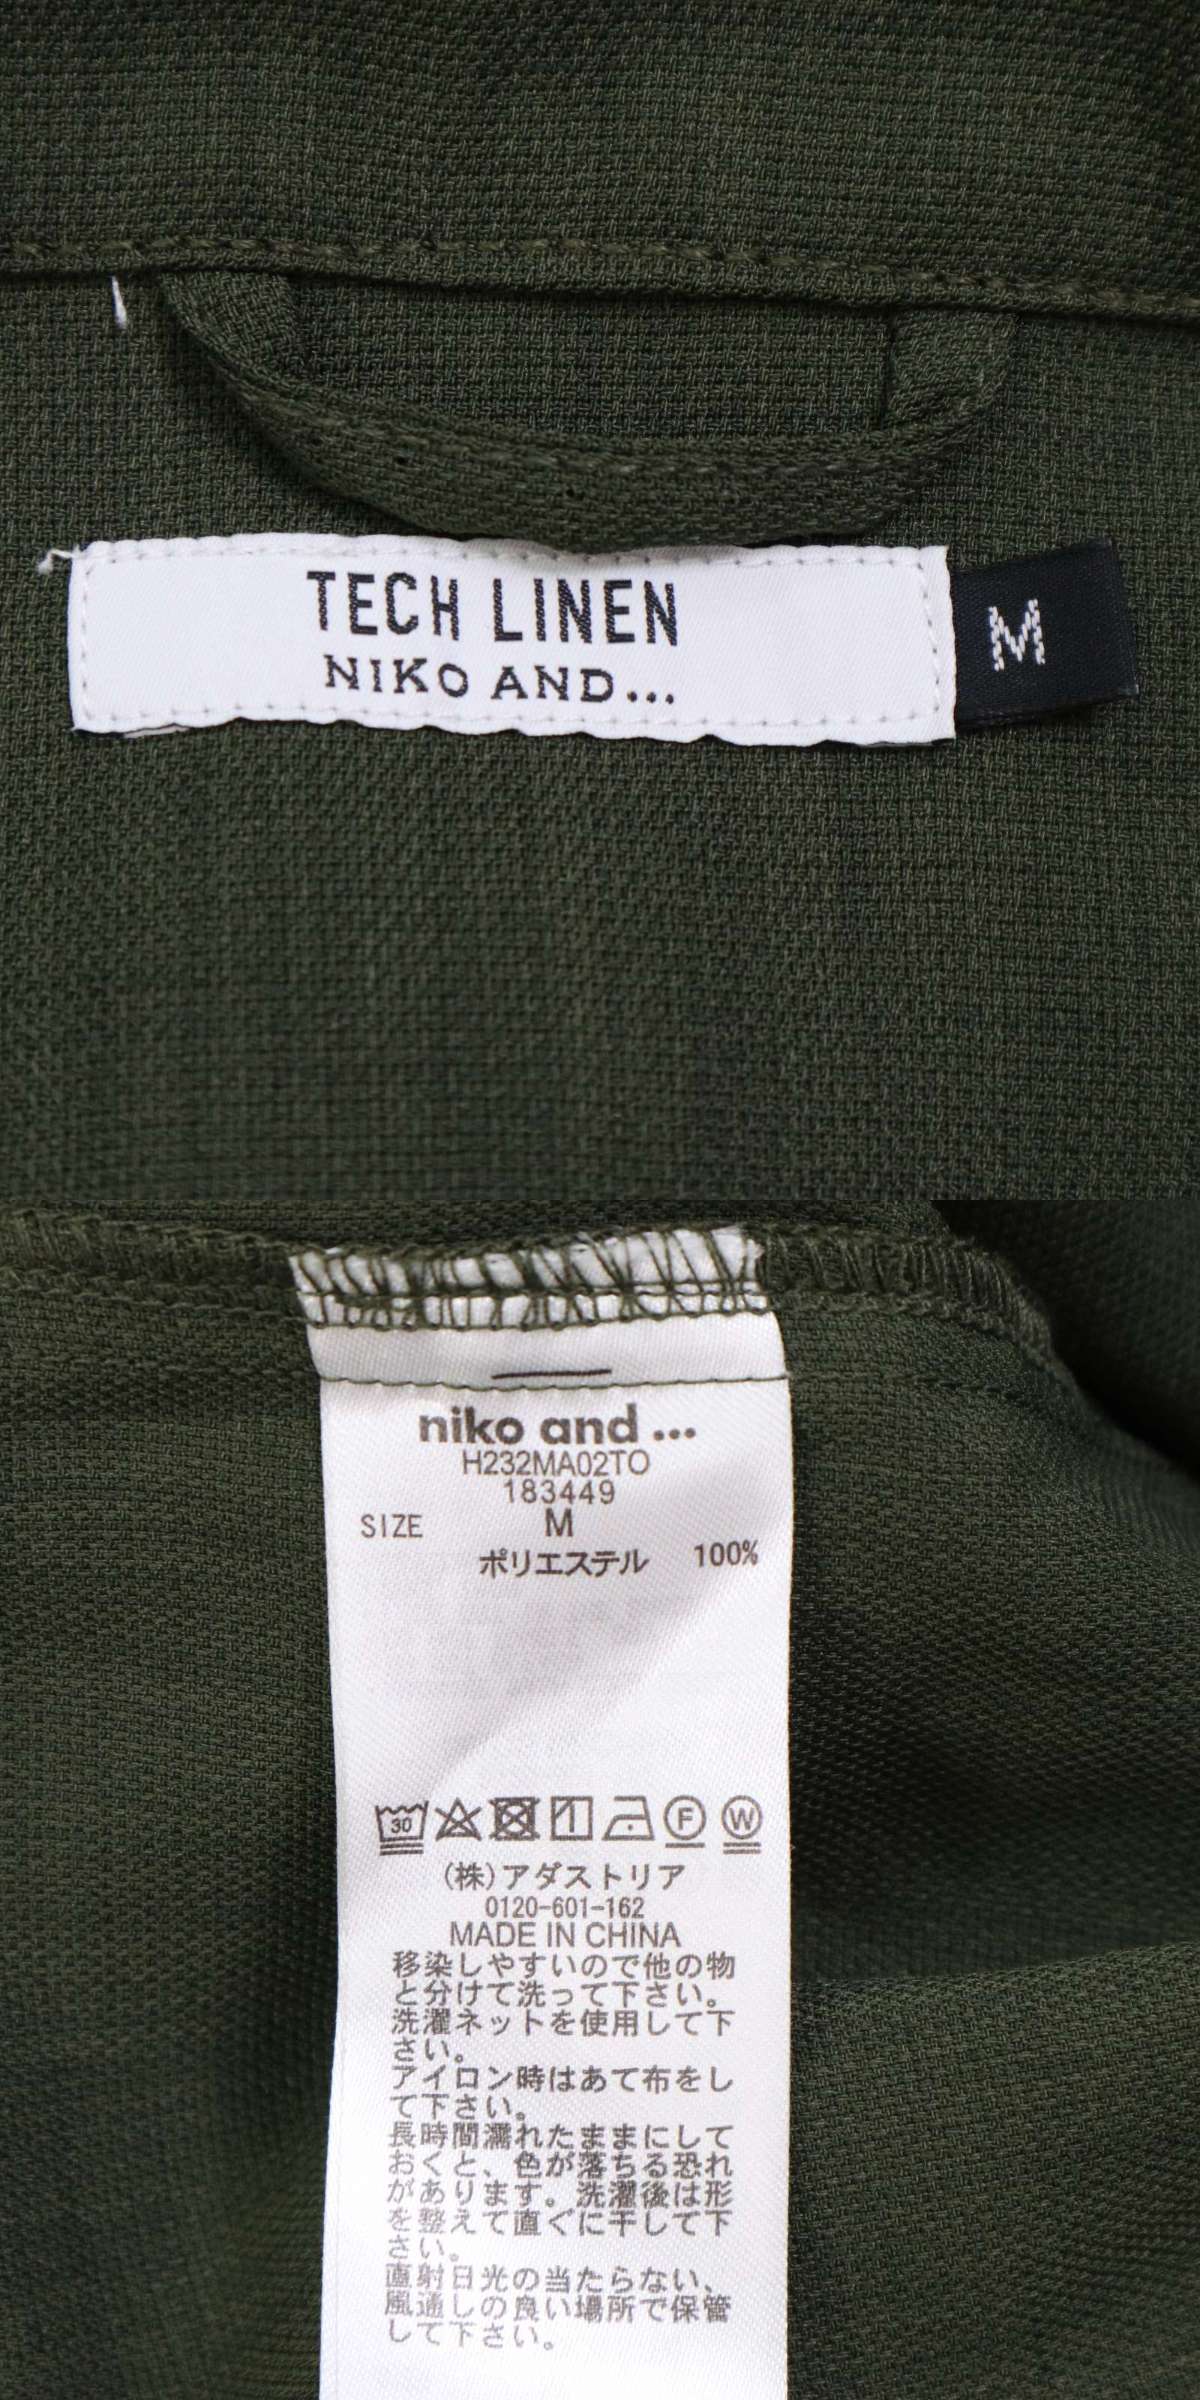 TECH LINEN
NIKO AND...
M
niko and ...
H232MA02TO
183449
SIZE M
ポリエステル 100%
30 F W
(株)アダストリア
0120-601-162
MADE IN CHINA
移染しやすいので他の物
と分けて洗って下さい。
洗濯ネットを使用して下
さい。
アイロン時はあて布をし
て下さい。
長時間濡れたままにして
おくと、色が落ちる恐れ
があります。洗濯後は形
を整えて直ぐに干して下
さい。
直射日光の当たらない、
風通しの良い場所で保管
して下さい。